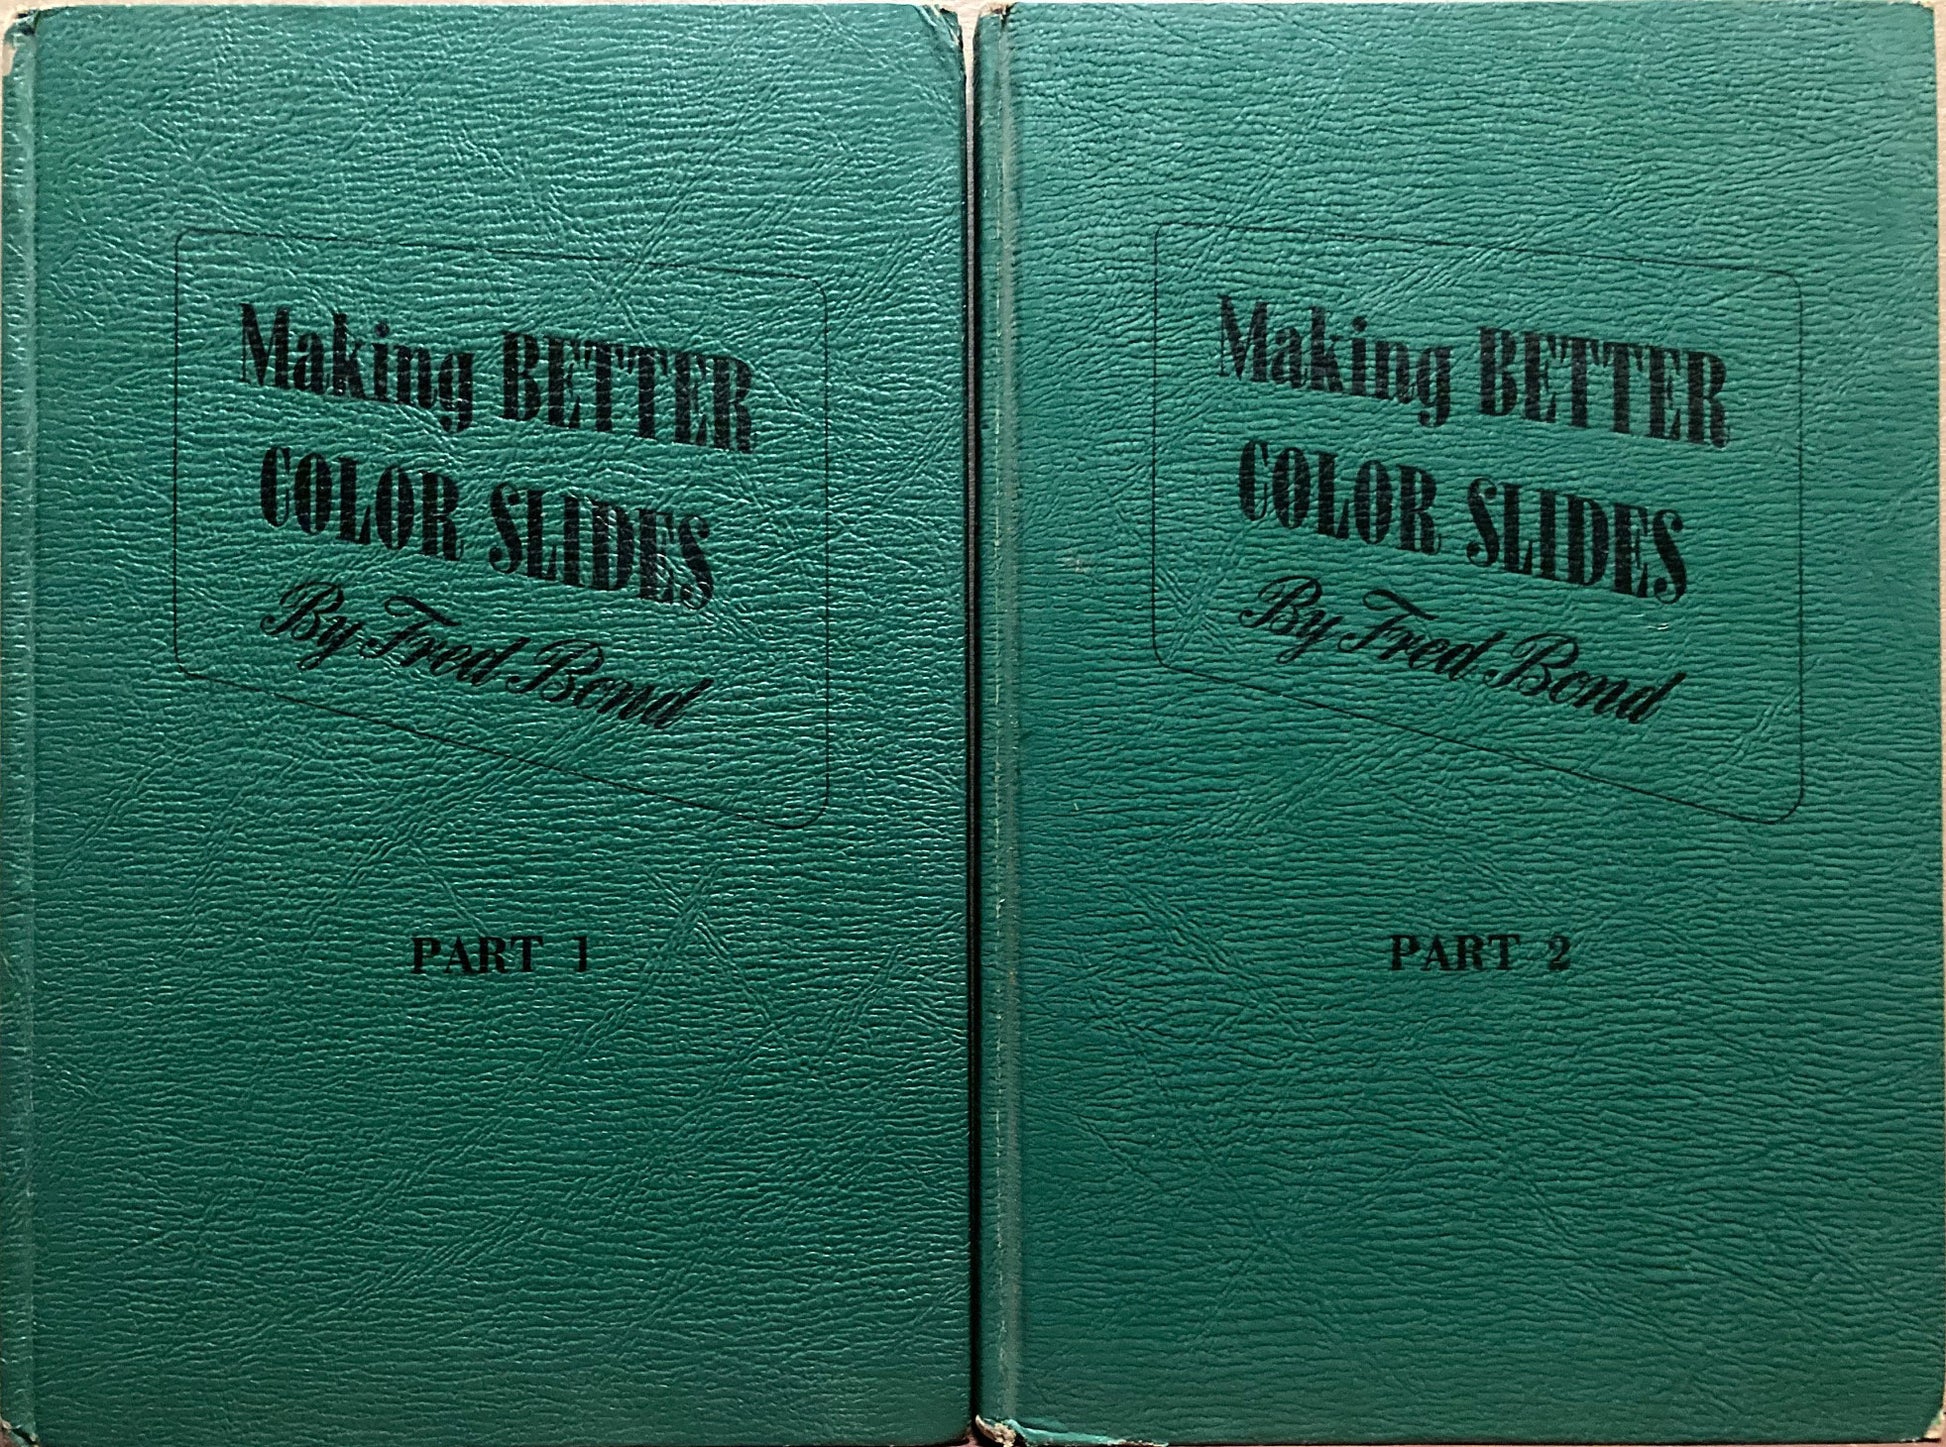 Making BETTER
COLOR SLIDES
By Fred Bond
PART 1
Making BETTER
COLOR SLIDES
By Fred Bond
PART 2